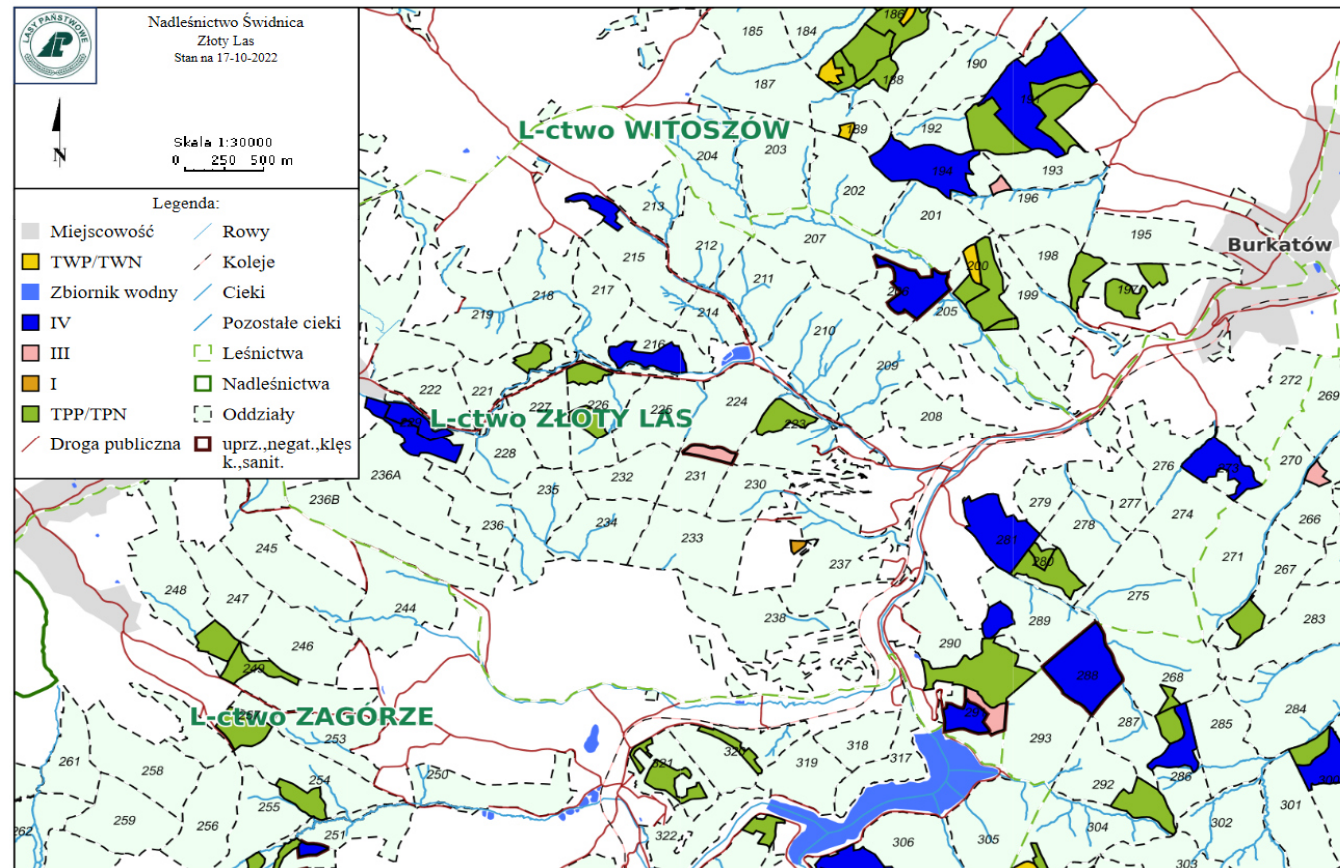 LASY PAŃSTWOWE
Nadleśnictwo Świdnica
Złoty Las
Stan na 17-10-2022
N
Skala 1:30000
0 250 500 m
Legenda:
Miejscowość
TWP/TWN
Zbiornik wodny
IV
III
I
TPP/TPN
Droga publiczna
Rowy
Koleje
Cieki
Pozostałe cieki
Leśnictwa
Nadleśnictwa
Oddziały
uprz.,negat.,klęs
k.,sanit.
185 184 186
187 188 190
L-ctwo WITOSZÓW
189 192
204 203 194 193
202 196
213 201
212 207 195
Burkatów
215 198
211 200 197
217 199
218 214 205
219 210
216
209 272
222 221 269
L-ctwo ZŁOTY LAS
227 226 225 224 223 208
228 276 273 270
236A 232 231 230
236B 235 279 277 274
236 234 278 266
233 281
245 237 280 271 267
248 247 244 275
238 289 283
246 290
249 288 268
L-ctwo ZAGÓRZE
253 287 285 284
261 258 318 317 293
250 321 319
254 292 286
255 301
259 256 251 304 302
262 322 306 305 303